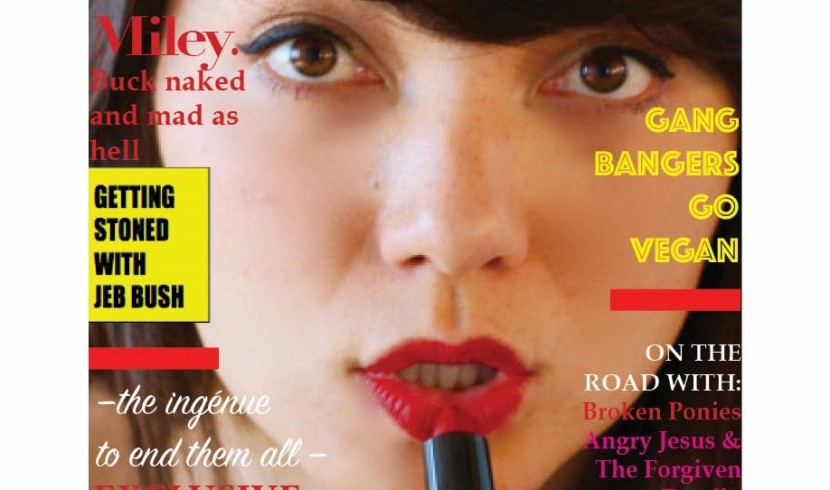 Miley.
Buck naked
and mad as
hell
GETTING
STONED
WITH
JEB BUSH
–the ingénue
to end them all –
EXCLUSIVE
GANG
BANGERS
GO
VEGAN
ON THE
ROAD WITH:
Broken Ponies
Angry Jesus &
The Forgiven